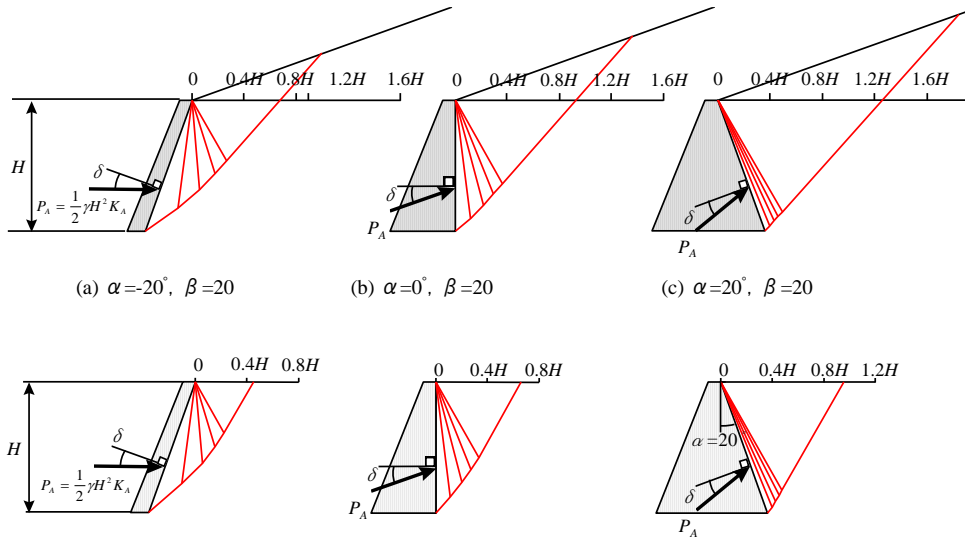 0 0.4H 0.8H 1.2H 1.6H
0 0.4H 0.8H 1.2H 1.6H
0 0.4H 0.8H 1.2H 1.6H
H
δ
P_A = \frac{1}{2} γH^2 K_A
δ
P_A
δ
P_A
(a) α=-20°, β=20
(b) α=0°, β=20
(c) α=20°, β=20
0 0.4H 0.8H
0 0.4H 0.8H
0 0.4H 0.8H 1.2H
H
δ
P_A = \frac{1}{2} γH^2 K_A
δ
P_A
α=20°
δ
P_A